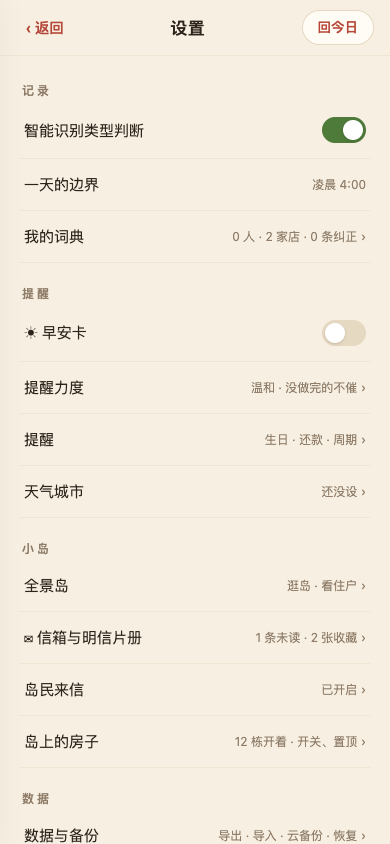 ‹ 返回 设置 回今日
记录
智能识别类型判断
一天的边界 凌晨 4:00
我的词典 0 人 · 2 家店 · 0 条纠正 ›
提醒
☀ 早安卡
提醒力度 温和 · 没做完的不催 ›
提醒 生日 · 还款 · 周期 ›
天气城市 还没设 ›
小岛
全景岛 逛岛 · 看住户 ›
✉ 信箱与明信片册 1 条未读 · 2 张收藏 ›
岛民来信 已开启 ›
岛上的房子 12 栋开着 · 开关、置顶 ›
数据
数据与备份 导出 · 导入 · 云备份 · 恢复 ›